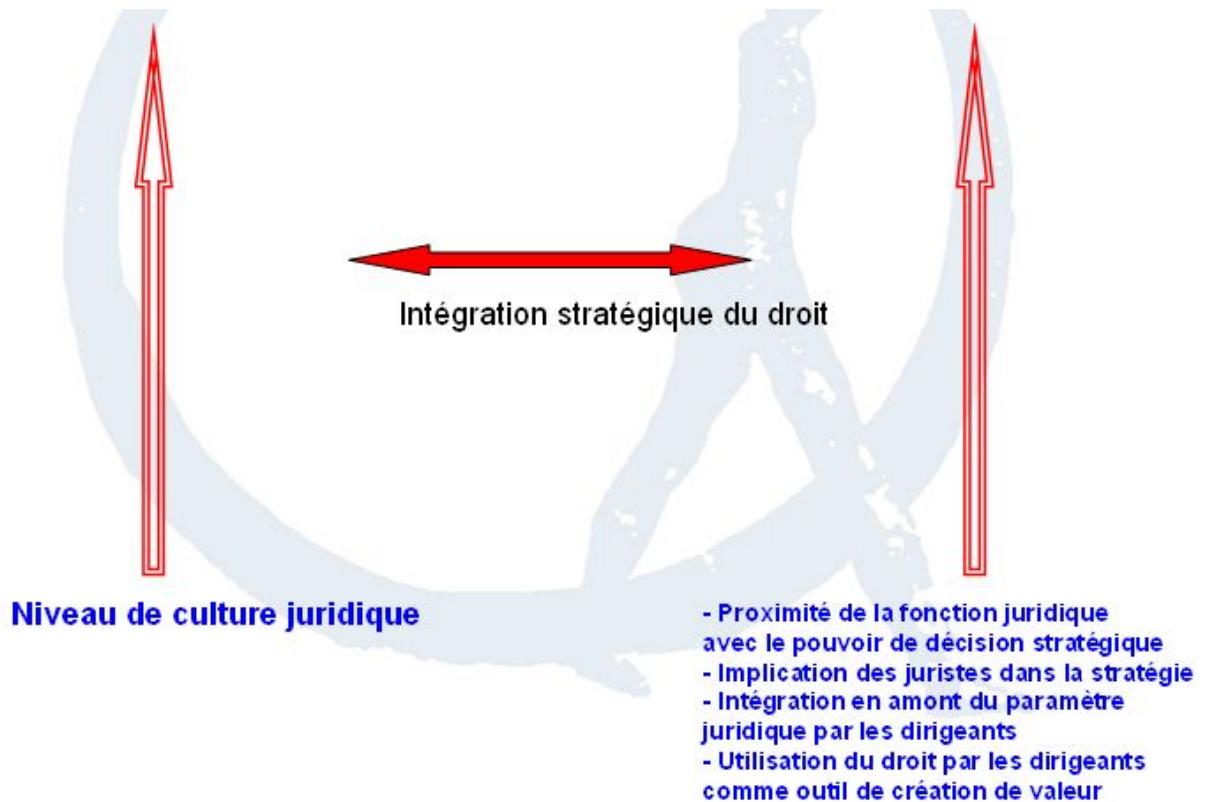 Intégration stratégique du droit
Niveau de culture juridique
- Proximité de la fonction juridique
avec le pouvoir de décision stratégique
- Implication des juristes dans la stratégie
- Intégration en amont du paramètre
juridique par les dirigeants
- Utilisation du droit par les dirigeants
comme outil de création de valeur